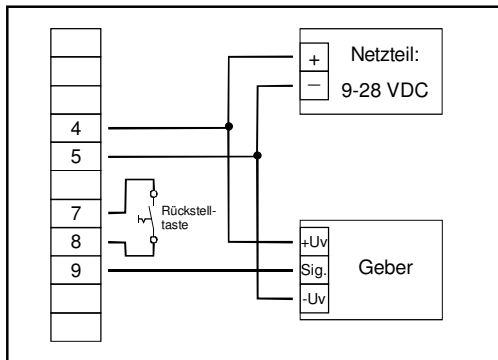 4
5
7
8
9
Rückstell-
taste
+
−
Netzteil:
9-28 VDC
+Uv
Sig.
-Uv
Geber